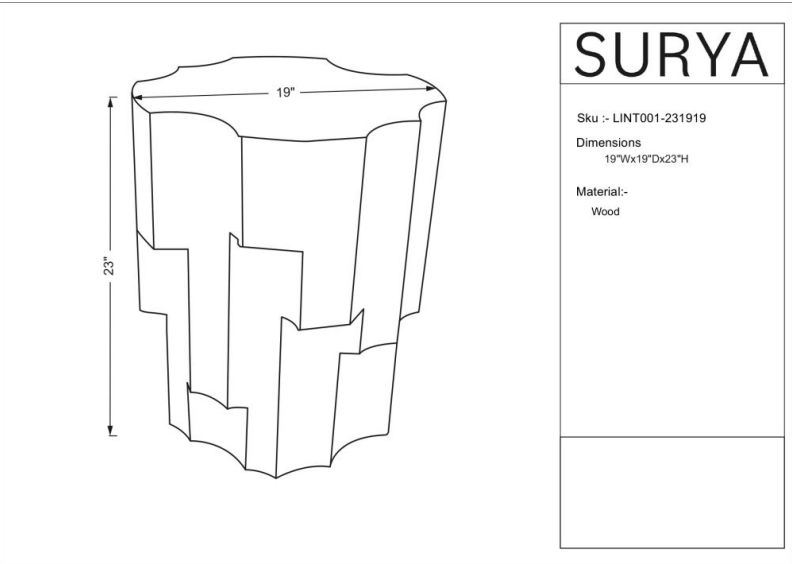 19"
23"
SURYA
Sku :- LINT001-231919
Dimensions
19"Wx19"Dx23"H
Material:-
Wood